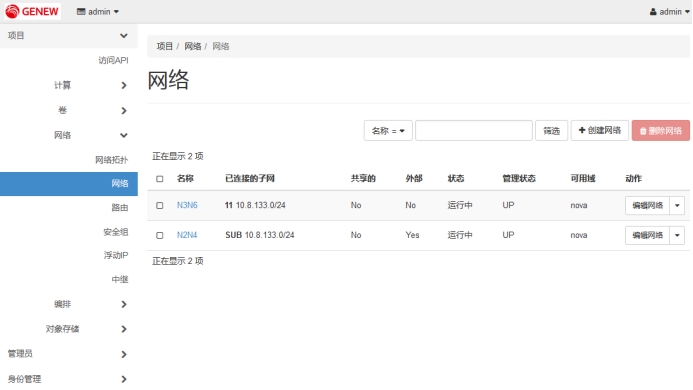 GENEW admin admin
项目
项目 / 网络 / 网络
访问API
网络
计算
卷
名称 = 筛选 + 创建网络 删除网络
网络
正在显示 2 项
网络拓扑
名称 已连接的子网 共享的 外部 状态 管理状态 可用域 动作
网络
N3N6 11 10.8.133.0/24 No No 运行中 UP nova 编辑网络
路由
安全组
N2N4 SUB 10.8.133.0/24 No Yes 运行中 UP nova 编辑网络
浮动IP
正在显示 2 项
中继
编排
对象存储
管理员
身份管理